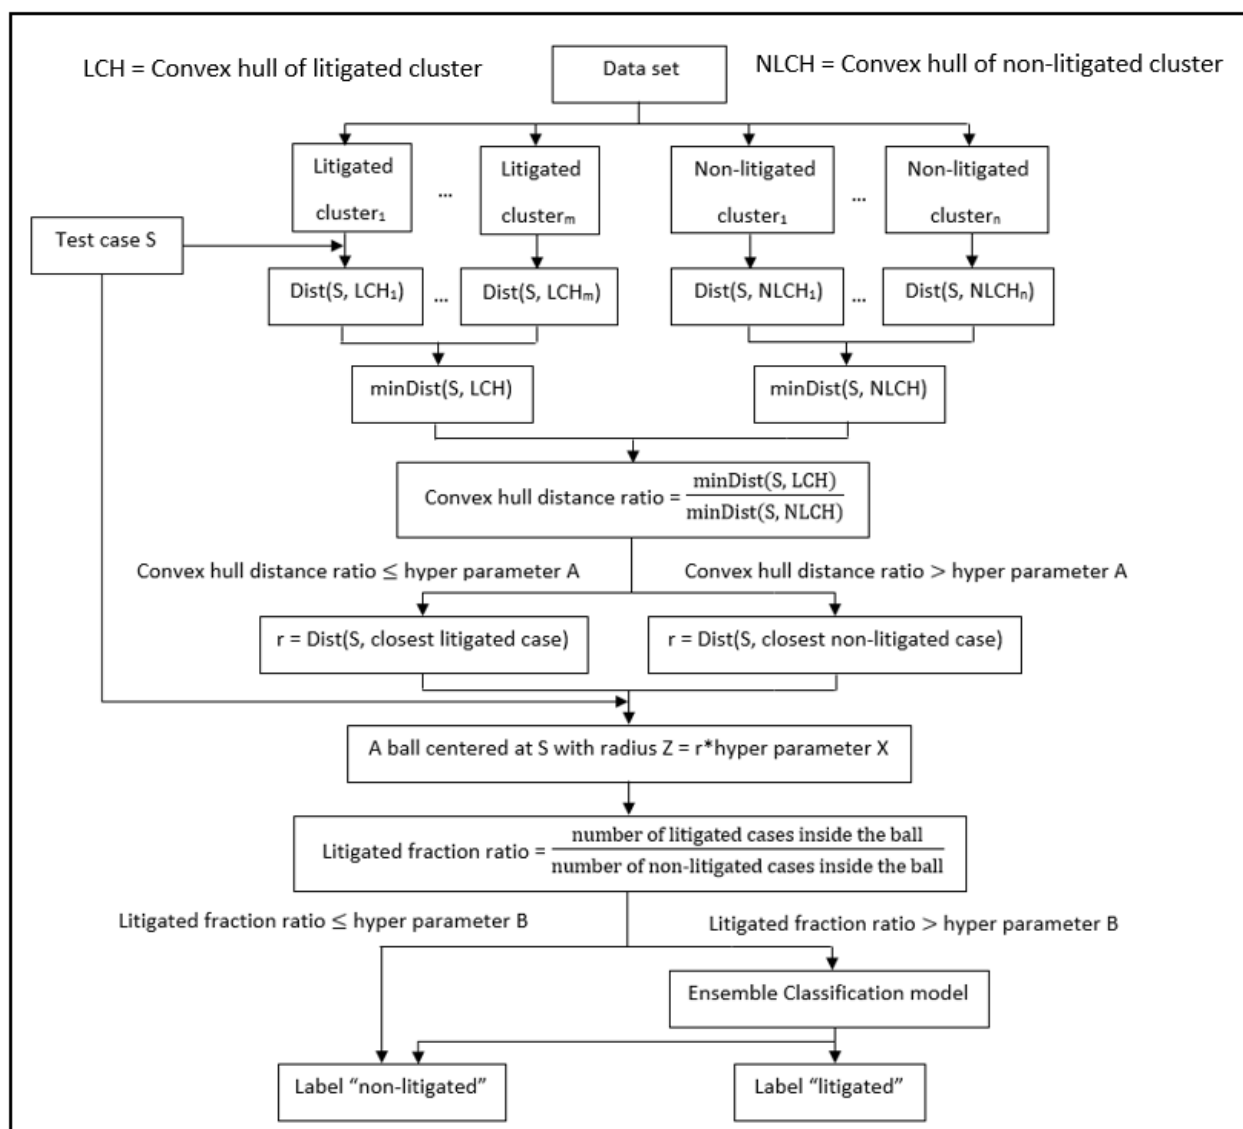 LCH = Convex hull of litigated cluster
Data set
NLCH = Convex hull of non-litigated cluster
Litigated
cluster₁
...
Litigated
clusterₘ
Non-litigated
cluster₁
...
Non-litigated
clusterₙ
Test case S
Dist(S, LCH₁)
...
Dist(S, LCHₘ)
Dist(S, NLCH₁)
...
Dist(S, NLCHₙ)
minDist(S, LCH)
minDist(S, NLCH)
Convex hull distance ratio = minDist(S, LCH)
minDist(S, NLCH)
Convex hull distance ratio ≤ hyper parameter A
Convex hull distance ratio > hyper parameter A
r = Dist(S, closest litigated case)
r = Dist(S, closest non-litigated case)
A ball centered at S with radius Z = r*hyper parameter X
Litigated fraction ratio = number of litigated cases inside the ball
number of non-litigated cases inside the ball
Litigated fraction ratio ≤ hyper parameter B
Litigated fraction ratio > hyper parameter B
Ensemble Classification model
Label “non-litigated”
Label “litigated”